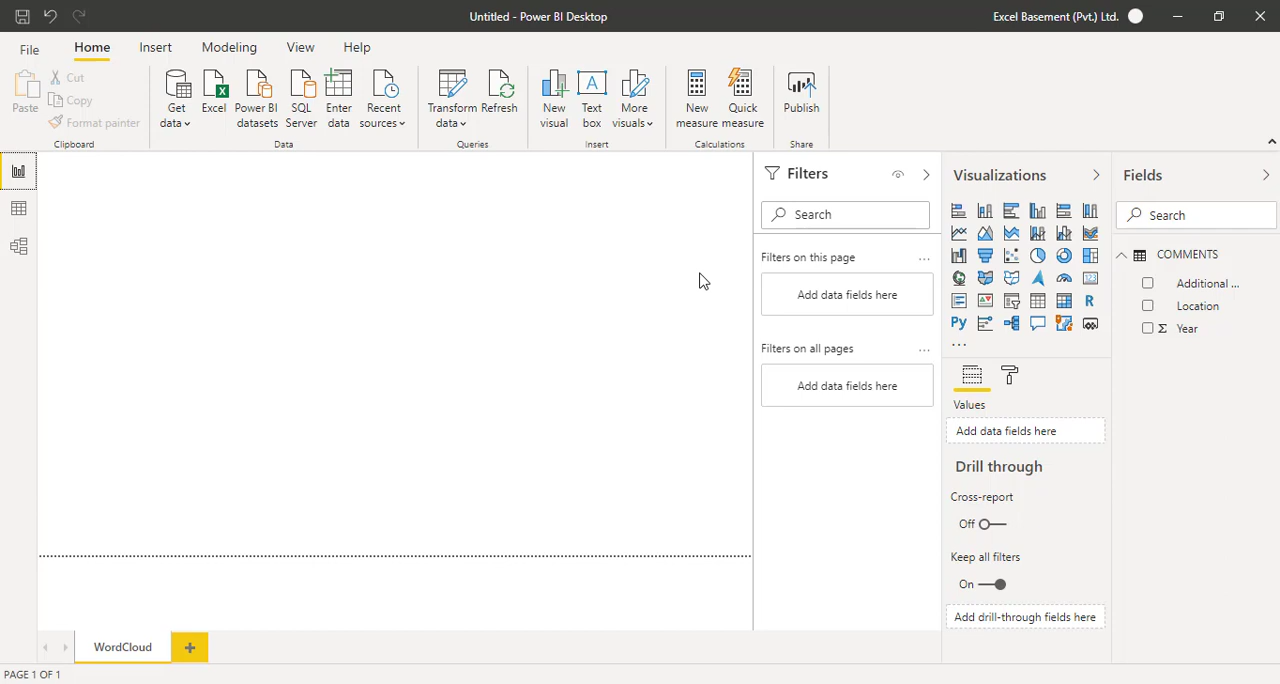 Untitled - Power BI Desktop
Excel Basement (Pvt.) Ltd.
File
Home
Insert
Modeling
View
Help
Paste
Cut
Copy
Format painter
Clipboard
Get data
Excel
Power BI datasets
SQL Server
Enter data
Recent sources
Data
Transform data
Refresh
Queries
New visual
Text box
More visuals
Insert
New measure
Quick measure
Calculations
Publish
Share
Filters
Search
Filters on this page
...
Add data fields here
Filters on all pages
...
Add data fields here
Visualizations
123
R
Py
...
Values
Add data fields here
Drill through
Cross-report
Off
Keep all filters
On
Add drill-through fields here
Fields
Search
COMMENTS
Additional ...
Location
Σ Year
WordCloud
PAGE 1 OF 1